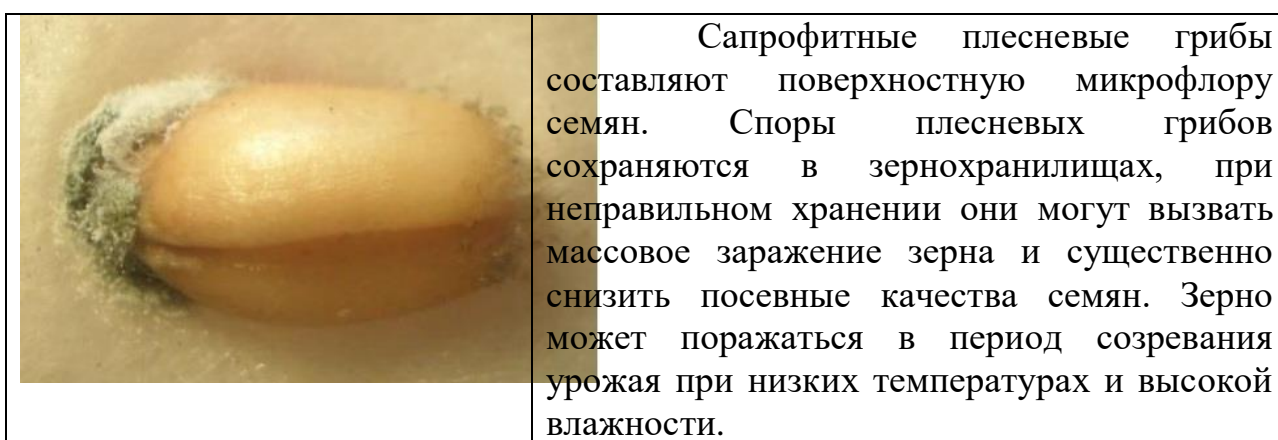 Сапрофитные плесневые грибы
составляют поверхностную микрофлору
семян. Споры плесневых грибов
сохраняются в зернохранилищах, при
неправильном хранении они могут вызвать
массовое заражение зерна и существенно
снизить посевные качества семян. Зерно
может поражаться в период созревания
урожая при низких температурах и высокой
влажности.